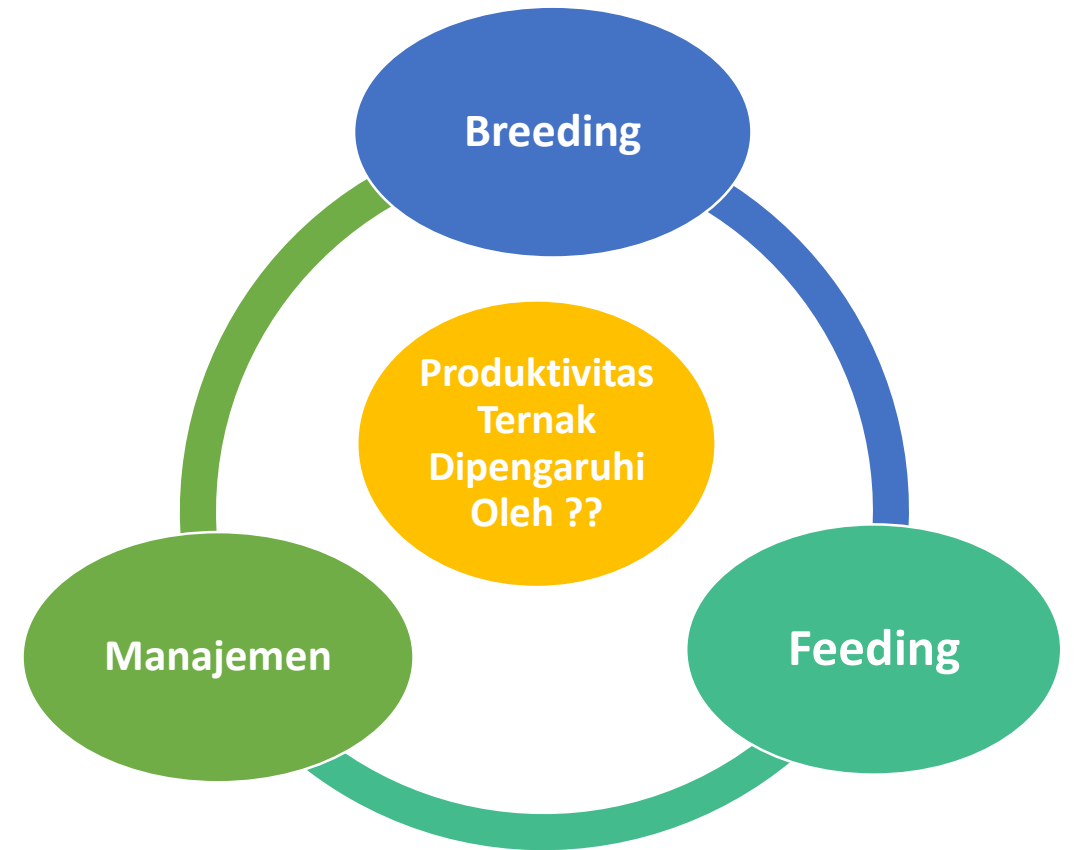 Breeding
Produktivitas
Ternak
Dipengaruhi
Oleh ??
Manajemen
Feeding